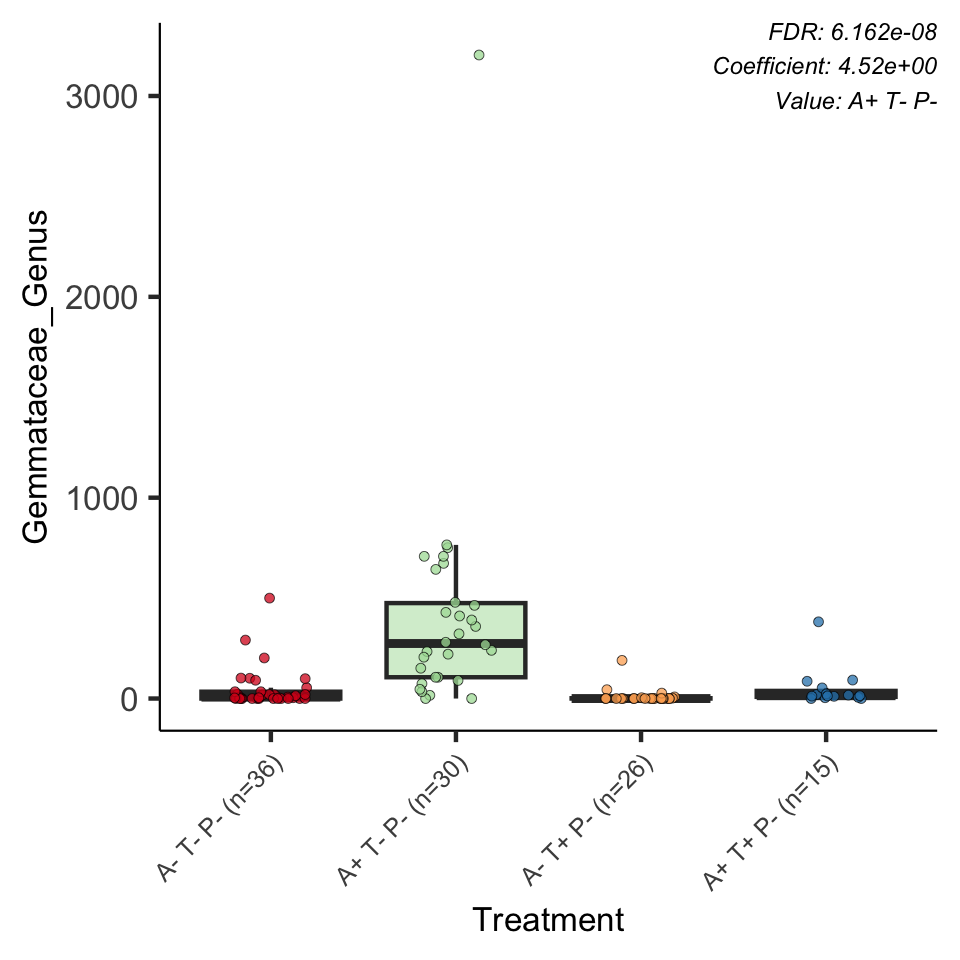 FDR: 6.162e-08
Coefficient: 4.52e+00
Value: A+ T- P-
Gemmataceae_Genus
3000
2000
1000
0
A- T- P- (n=36)
A+ T- P- (n=30)
A- T+ P- (n=26)
A+ T+ P- (n=15)
Treatment